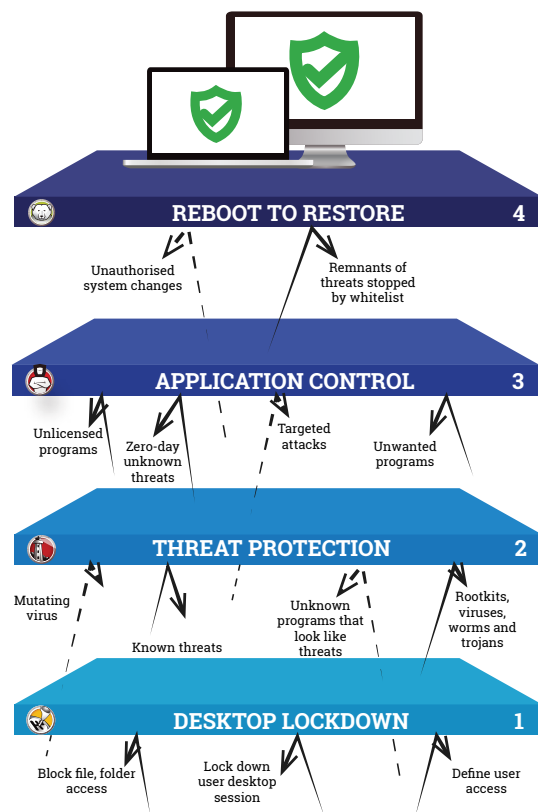 REBOOT TO RESTORE 4
Unauthorised
system changes
Remnants of
threats stopped
by whitelist
APPLICATION CONTROL 3
Unlicensed
programs
Zero-day
unknown
threats
Targeted
attacks
Unwanted
programs
THREAT PROTECTION 2
Mutating
virus
Known threats
Unknown
programs that
look like
threats
Rootkits,
viruses,
worms and
trojans
DESKTOP LOCKDOWN 1
Block file, folder
access
Lock down
user desktop
session
Define user
access